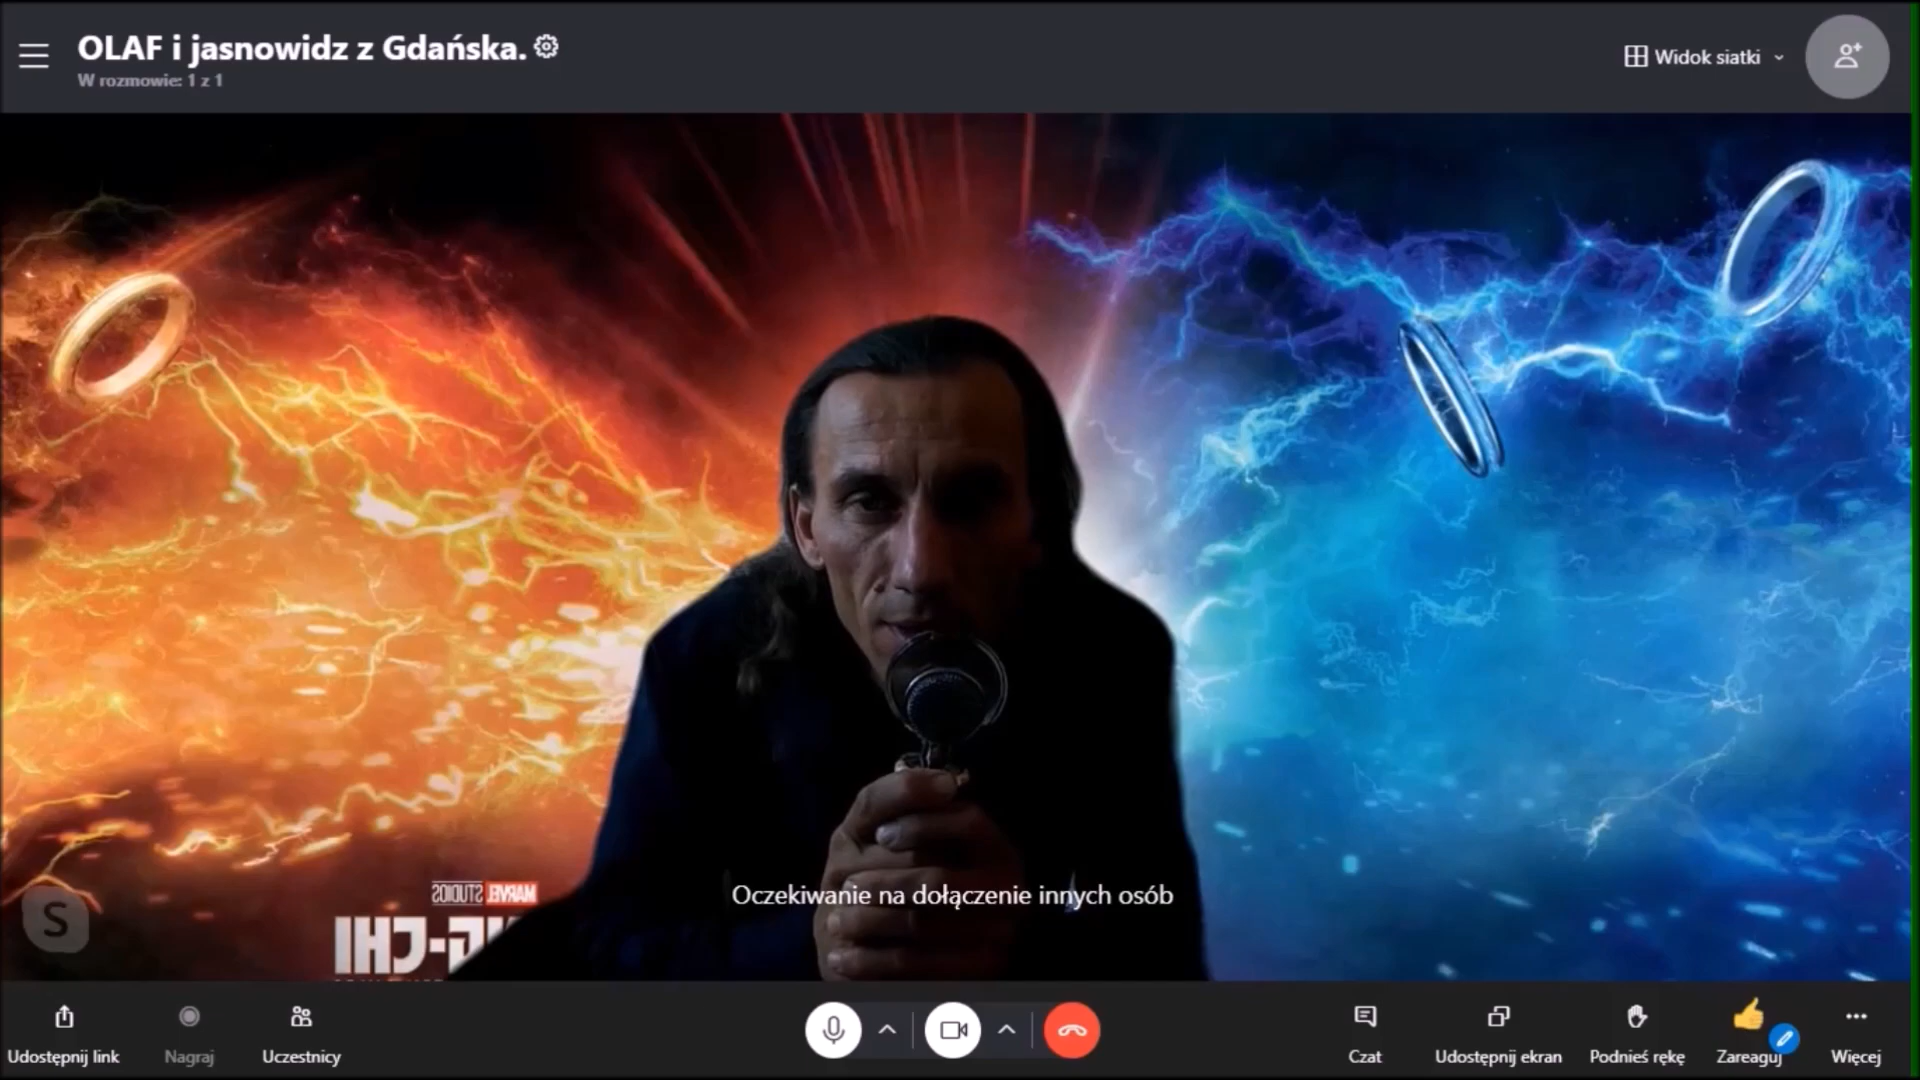 OLAF i jasnowidz z Gdańska.
W rozmowie: 1 z 1
Widok siatki
MARVEL STUDIOS
Oczekiwanie na dołączenie innych osób
S
Udostępnij link
Nagraj
Uczestnicy
Czat
Udostępnij ekran
Podnieś rękę
Zareaguj
Więcej